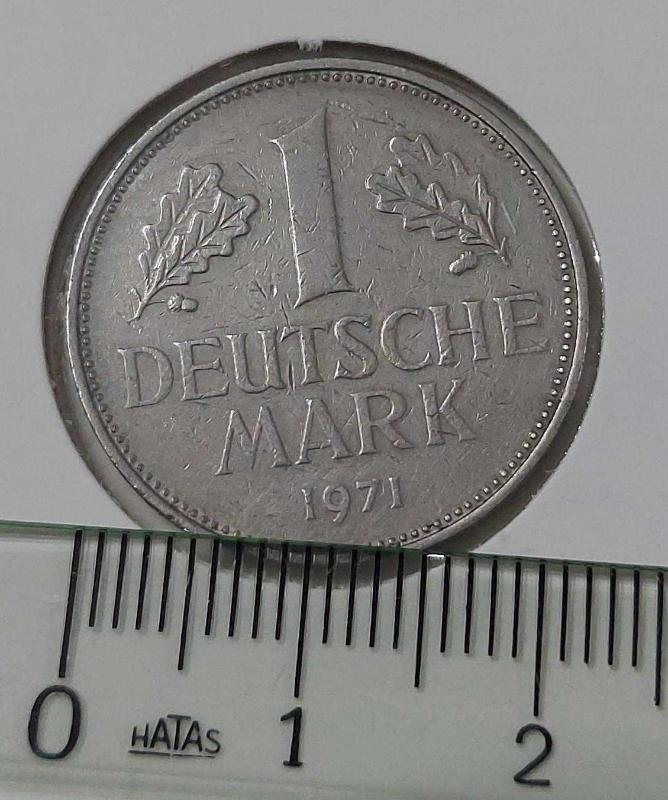 1
DEUTSCHE
MARK
1971
0 HATAS 1 2